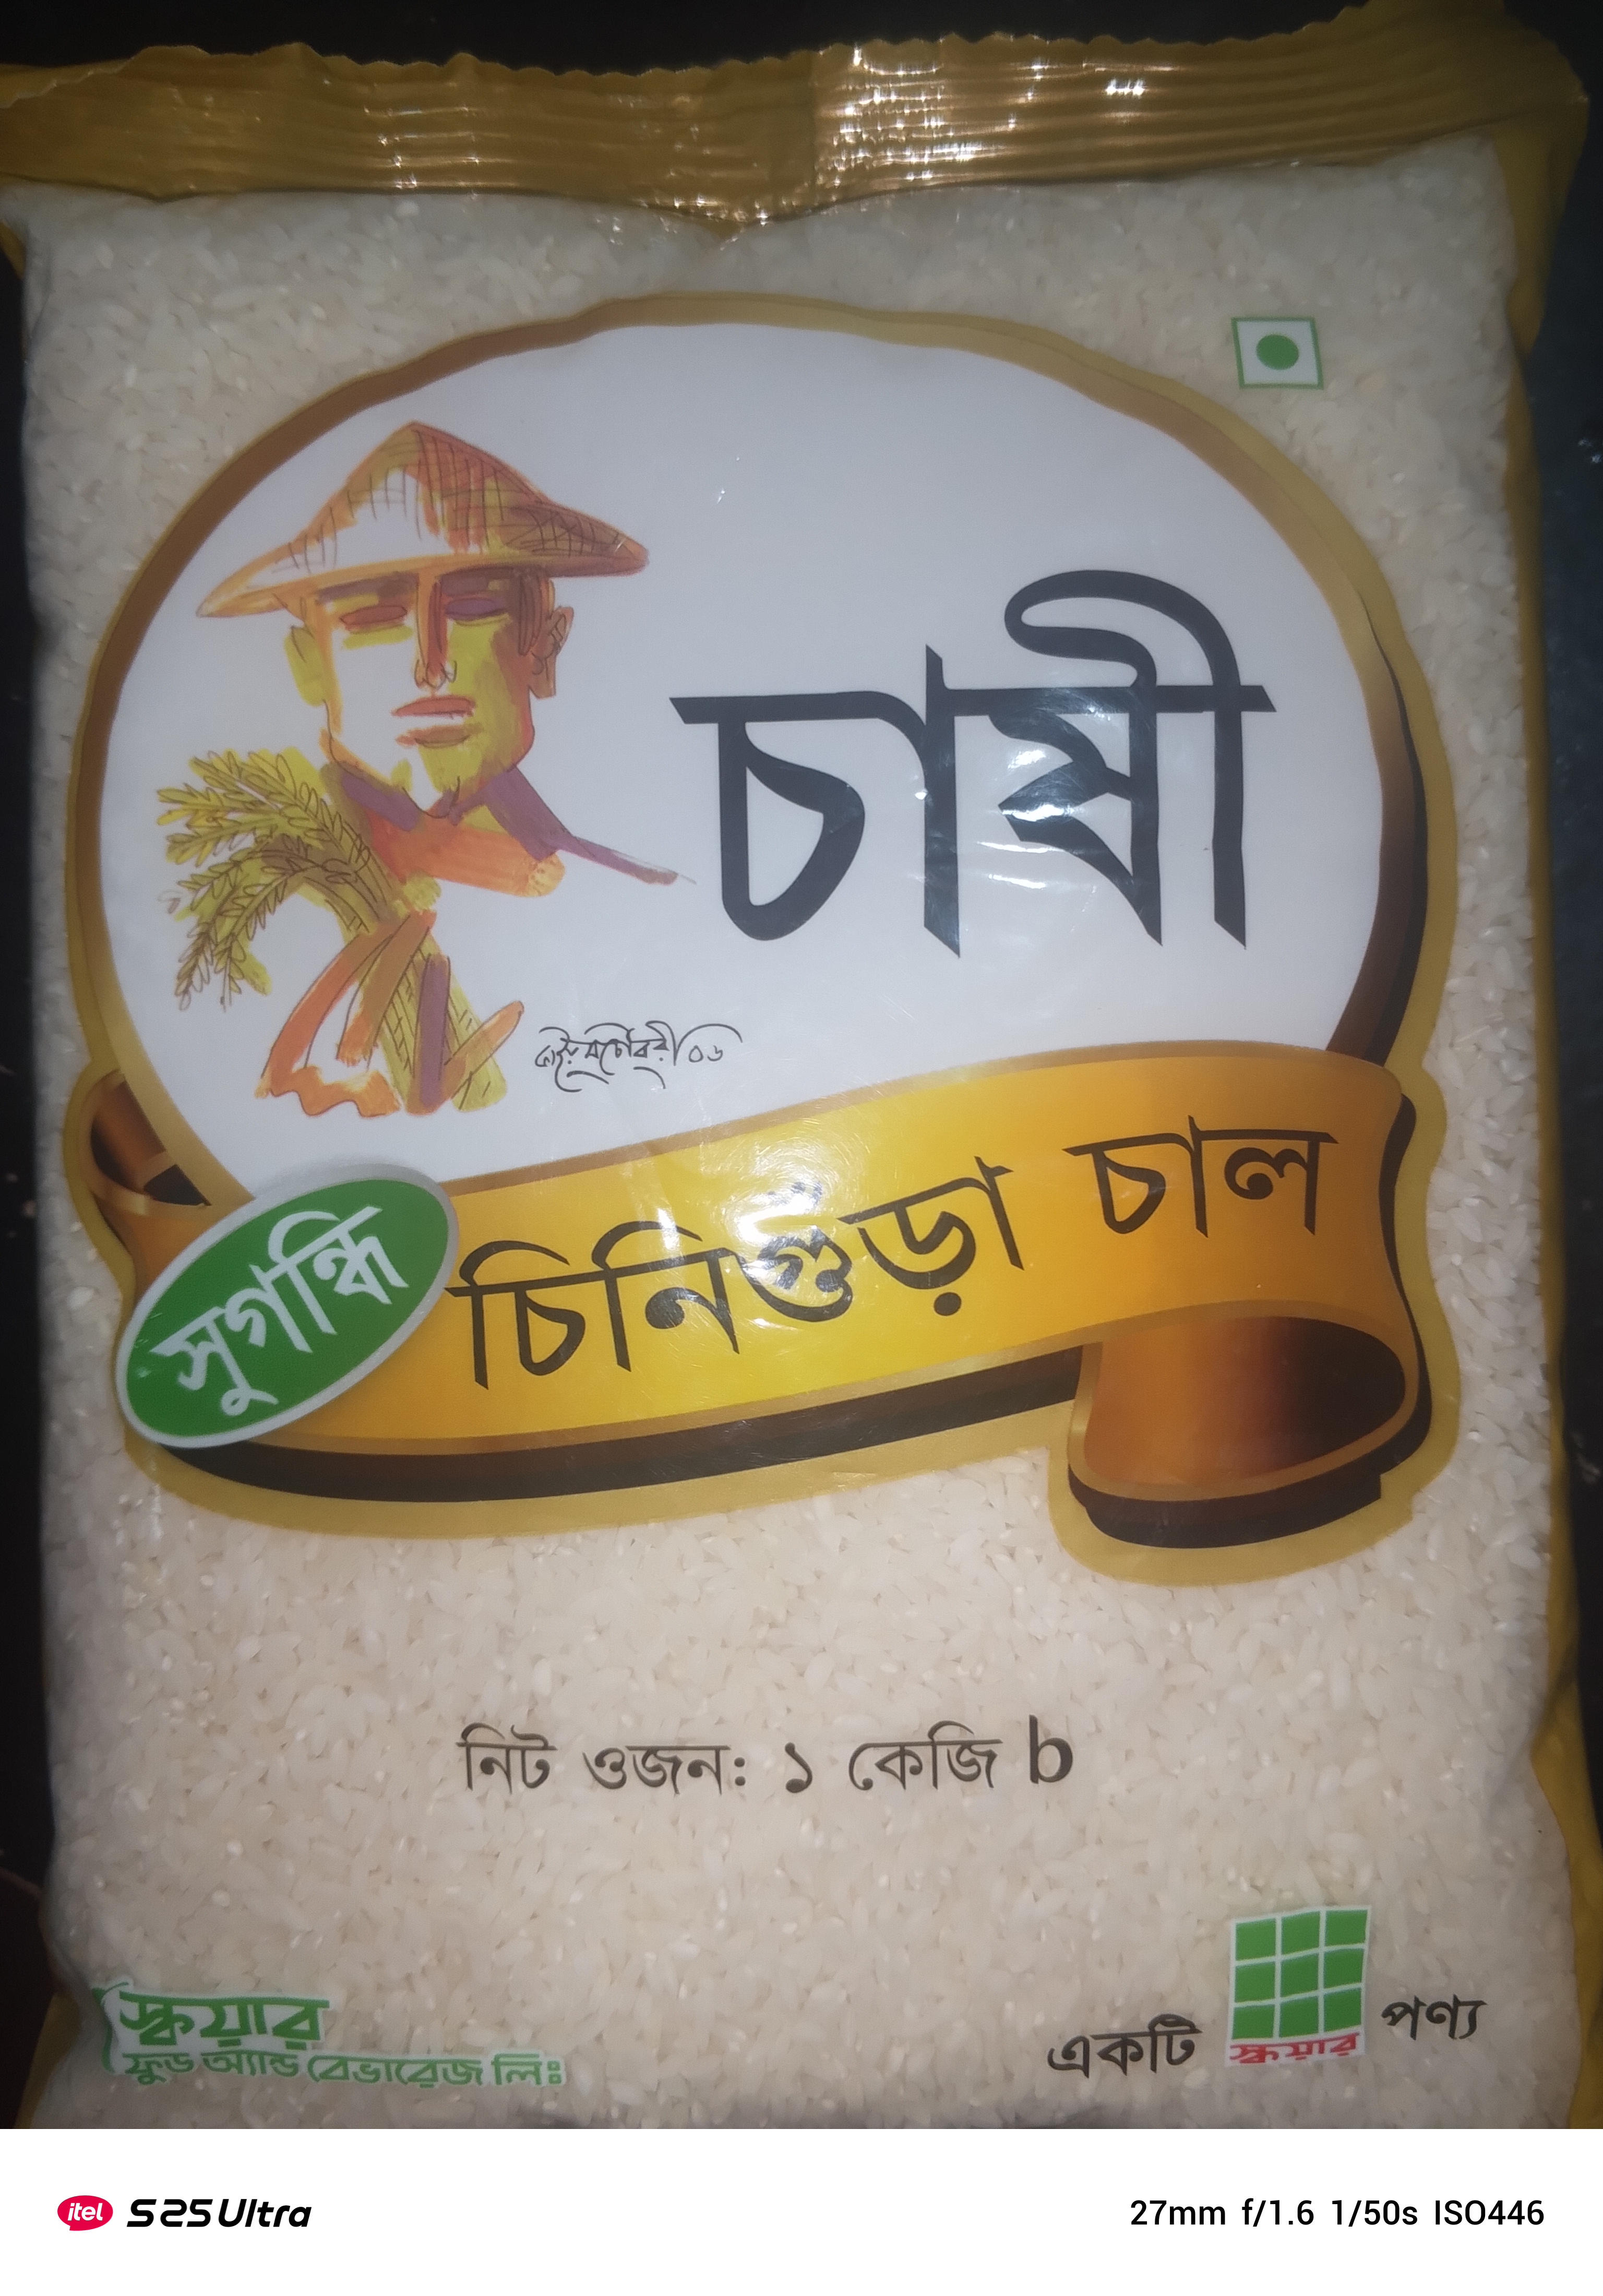 চাষী
সুগন্ধি
চিনিগুঁড়া চাল
নিট ওজন: ১ কেজি b
স্কয়ার
ফুড অ্যান্ড বেভারেজ লিঃ
একটি স্কয়ার পণ্য
itel S25 Ultra
27mm f/1.6 1/50s ISO446